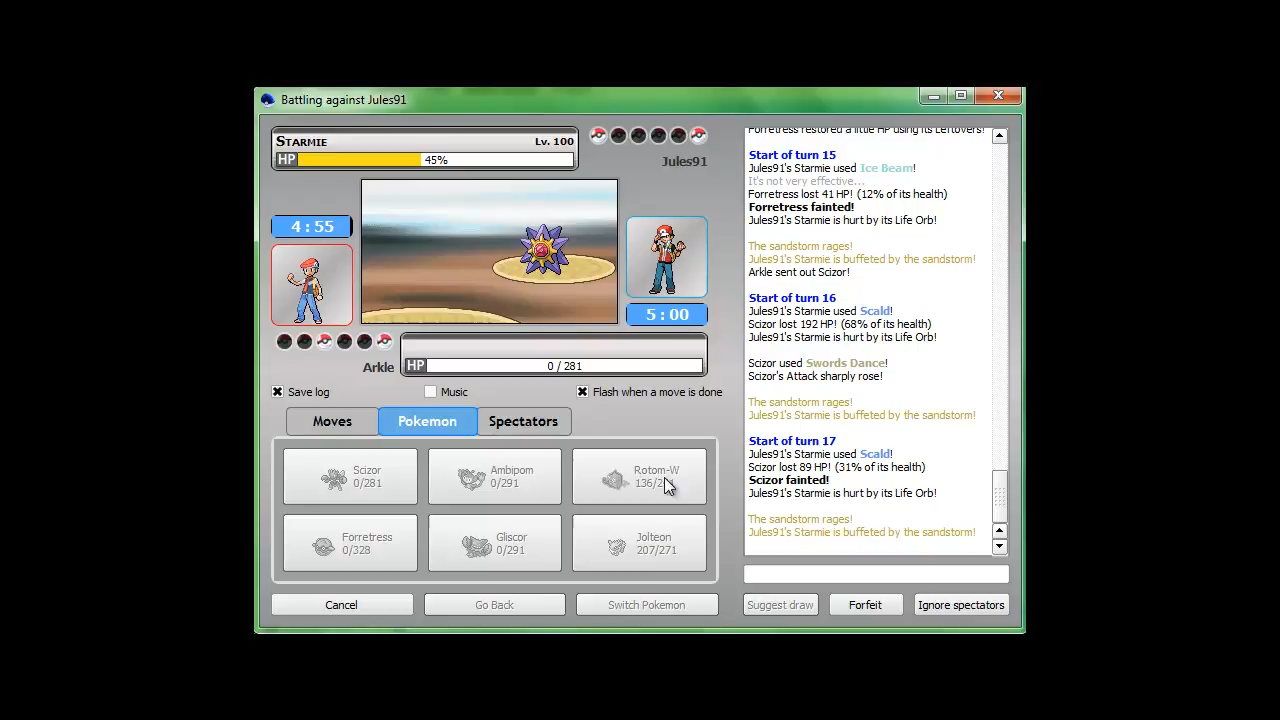 Battling against Jules91
STARMIE Lv. 100
HP 45%
Jules91
4 : 55
5 : 00
Arkle
HP 0 / 281
Save log
Music
Flash when a move is done
Moves
Pokemon
Spectators
Scizor
0/281
Ambipom
0/291
Rotom-W
Forretress
0/328
Gliscor
0/291
Jolteon
207/271
Cancel
Go Back
Switch Pokemon
Forretress restored a little HP using its Leftovers!
Start of turn 15
Jules91's Starmie used Ice Beam!
It's not very effective...
Forretress lost 41 HP! (12% of its health)
Forretress fainted!
Jules91's Starmie is hurt by its Life Orb!
The sandstorm rages!
Jules91's Starmie is buffeted by the sandstorm!
Arkle sent out Scizor!
Start of turn 16
Jules91's Starmie used Scald!
Scizor lost 192 HP! (68% of its health)
Jules91's Starmie is hurt by its Life Orb!
Scizor used Swords Dance!
Scizor's Attack sharply rose!
The sandstorm rages!
Jules91's Starmie is buffeted by the sandstorm!
Start of turn 17
Jules91's Starmie used Scald!
Scizor lost 89 HP! (31% of its health)
Scizor fainted!
Jules91's Starmie is hurt by its Life Orb!
The sandstorm rages!
Jules91's Starmie is buffeted by the sandstorm!
Suggest draw
Forfeit
Ignore spectators